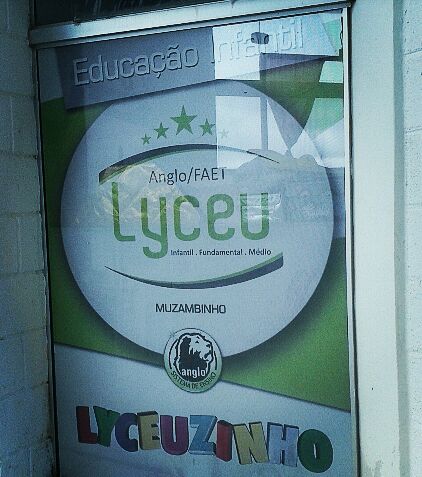 Educação Infantil
Anglo/FAET
Lyceu
Infantil . Fundamental . Médio
MUZAMBINHO
anglo
SISTEMA DE ENSINO
LYCEUZINHO